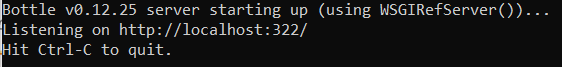 Bottle v0.12.25 server starting up (using WSGIRefServer())...
Listening on http://localhost:322/
Hit Ctrl-C to quit.